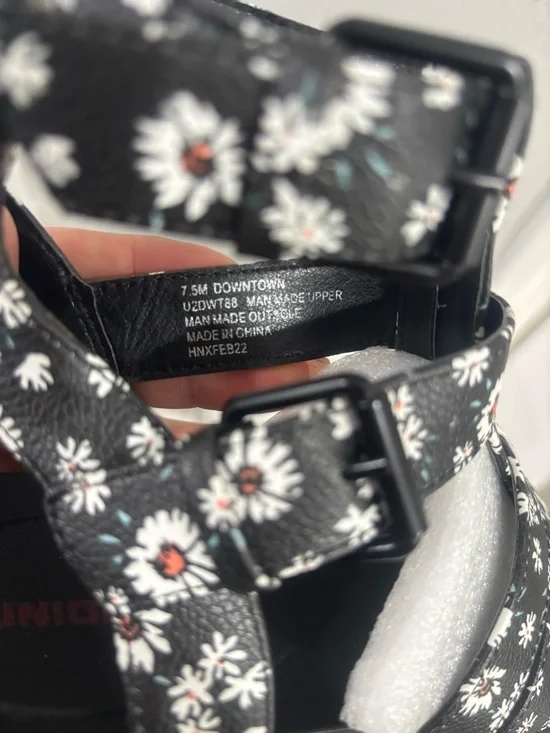 7.5M DOWNTOWN
U2DWT88 MAN MADE UPPER
MAN MADE OUTSOLE
MADE IN CHINA
HNXFEB22